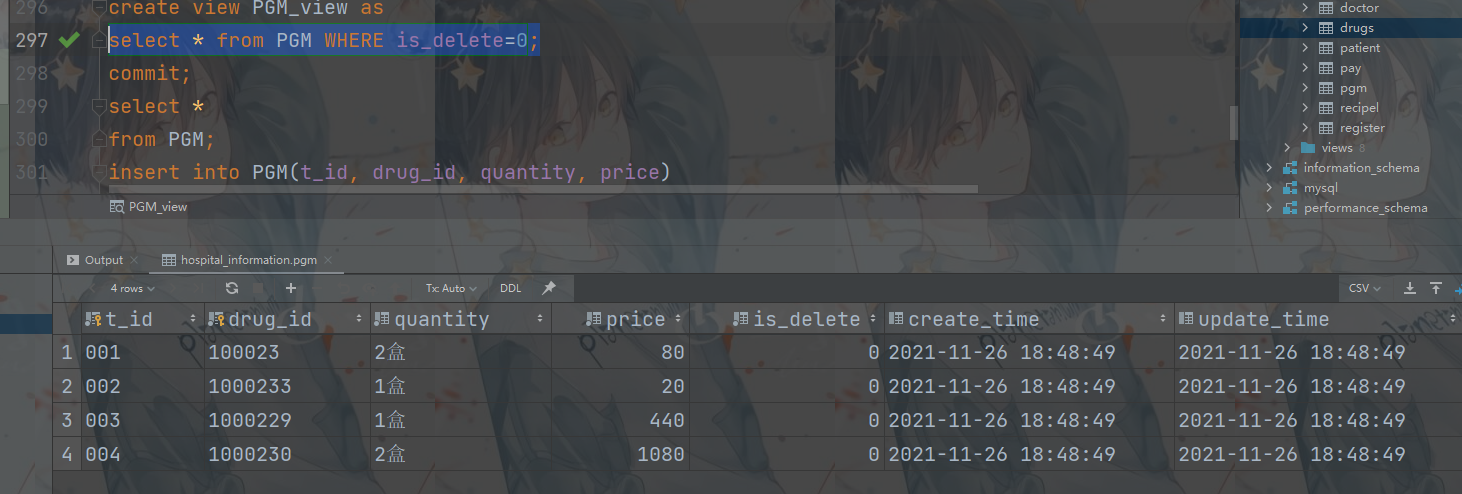 296 create view PGM_view as
297 select * from PGM WHERE is_delete=0;
298 commit;
299 select *
300 from PGM;
301 insert into PGM(t_id, drug_id, quantity, price)
PGM_view
doctor
drugs
patient
pay
pgm
recipel
register
views 8
information_schema
mysql
performance_schema
Output hospital_information.pgm
4 rows Tx: Auto DDL CSV
t_id drug_id quantity price is_delete create_time update_time
1 001 100023 2盒 80 0 2021-11-26 18:48:49 2021-11-26 18:48:49
2 002 1000233 1盒 20 0 2021-11-26 18:48:49 2021-11-26 18:48:49
3 003 1000229 1盒 440 0 2021-11-26 18:48:49 2021-11-26 18:48:49
4 004 1000230 2盒 1080 0 2021-11-26 18:48:49 2021-11-26 18:48:49